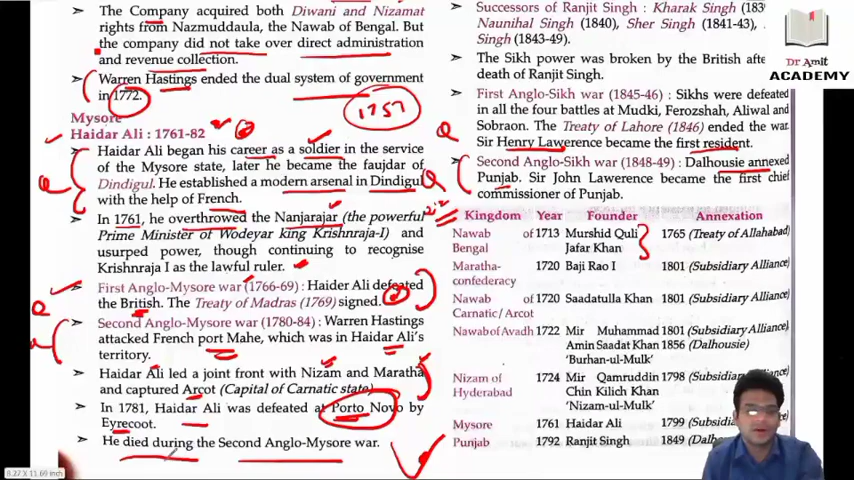 The Company acquired both Diwani and Nizamat
rights from Nazmuddaula, the Nawab of Bengal. But
the company did not take over direct administration
and revenue collection.
Warren Hastings ended the dual system of government
in 1772.
1757
Mysore
Haidar Ali : 1761-82
Haidar Ali began his career as a soldier in the service
of the Mysore state, later he became the faujdar of
Dindigul. He established a modern arsenal in Dindigul
with the help of French.
In 1761, he overthrowed the Nanjarajar (the powerful
Prime Minister of Wodeyar king Krishnraja-I) and
usurped power, though continuing to recognise
Krishnraja I as the lawful ruler.
First Anglo-Mysore war (1766-69) : Haider Ali defeated
the British. The Treaty of Madras (1769) signed.
Second Anglo-Mysore war (1780-84) : Warren Hastings
attacked French port Mahe, which was in Haidar Ali's
territory.
Haidar Ali led a joint front with Nizam and Maratha
and captured Arcot (Capital of Carnatic state)
In 1781, Haidar Ali was defeated at Porto Novo by
Eyrecoot.
He died during the Second Anglo-Mysore war.
8.27 x 11.69 inch
Successors of Ranjit Singh : Kharak Singh (183
Naunihal Singh (1840), Sher Singh (1841-43),
Singh (1843-49).
The Sikh power was broken by the British afte
death of Ranjit Singh.
First Anglo-Sikh war (1845-46) : Sikhs were defeated
in all the four battles at Mudki, Ferozshah, Aliwal and
Sobraon. The Treaty of Lahore (1846) ended the war.
Sir Henry Lawerence became the first resident.
Second Anglo-Sikh war (1848-49) : Dalhousie annexed
Punjab. Sir John Lawerence became the first chief
commissioner of Punjab.
Kingdom Year Founder Annexation
Nawab of 1713 Murshid Quli 1765 (Treaty of Allahabad)
Bengal Jafar Khan
Maratha- 1720 Baji Rao I 1801 (Subsidiary Alliance)
confederacy
Nawab of 1720 Saadatulla Khan 1801 (Subsidiary Alliance)
Carnatic/Arcot
Nawab of Avadh 1722 Mir Muhammad 1801 (Subsidiary Alliance)
Amin Saadat Khan 1856 (Dalhousie)
'Burhan-ul-Mulk'
Nizam of 1724 Mir Qamruddin 1798 (Subsidia
Hyderabad Chin Kilich Khan
'Nizam-ul-Mulk'
Mysore 1761 Haidar Ali 1799 (Subsid
Punjab 1792 Ranjit Singh 1849 (Dalh
Dr Amit
ACADEMY